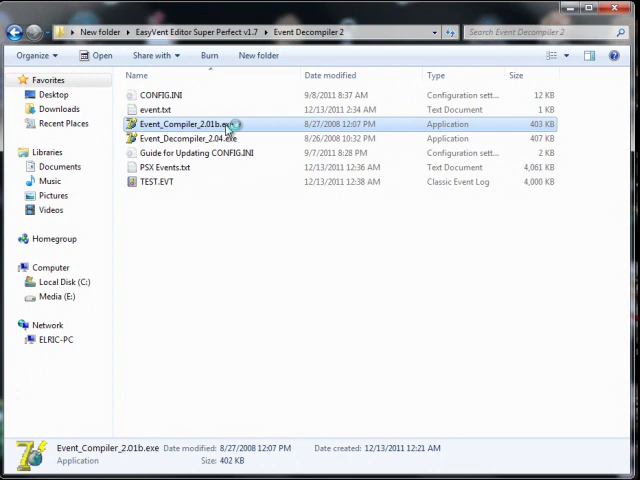 New folder EasyVent Editor Super Perfect v1.7 Event Decompiler 2 Search Event Decompiler 2
Organize Open Share with Burn New folder
Name Date modified Type Size
Favorites
Desktop
Downloads
Recent Places
Libraries
Documents
Music
Pictures
Videos
Homegroup
Computer
Local Disk (C:)
Media (E:)
Network
ELRIC-PC
CONFIG.INI 9/8/2011 8:37 AM Configuration sett... 12 KB
event.txt 12/13/2011 2:34 AM Text Document 1 KB
Event_Compiler_2.01b.exe 8/27/2008 12:07 PM Application 403 KB
Event_Decompiler_2.04.exe 8/26/2008 10:32 PM Application 407 KB
Guide for Updating CONFIG.INI 9/7/2011 8:28 PM Configuration sett... 2 KB
PSX Events.txt 12/13/2011 12:36 AM Text Document 4,061 KB
TEST.EVT 12/13/2011 12:38 AM Classic Event Log 4,000 KB
Event_Compiler_2.01b.exe Date modified: 8/27/2008 12:07 PM Date created: 12/13/2011 12:21 AM
Application Size: 402 KB